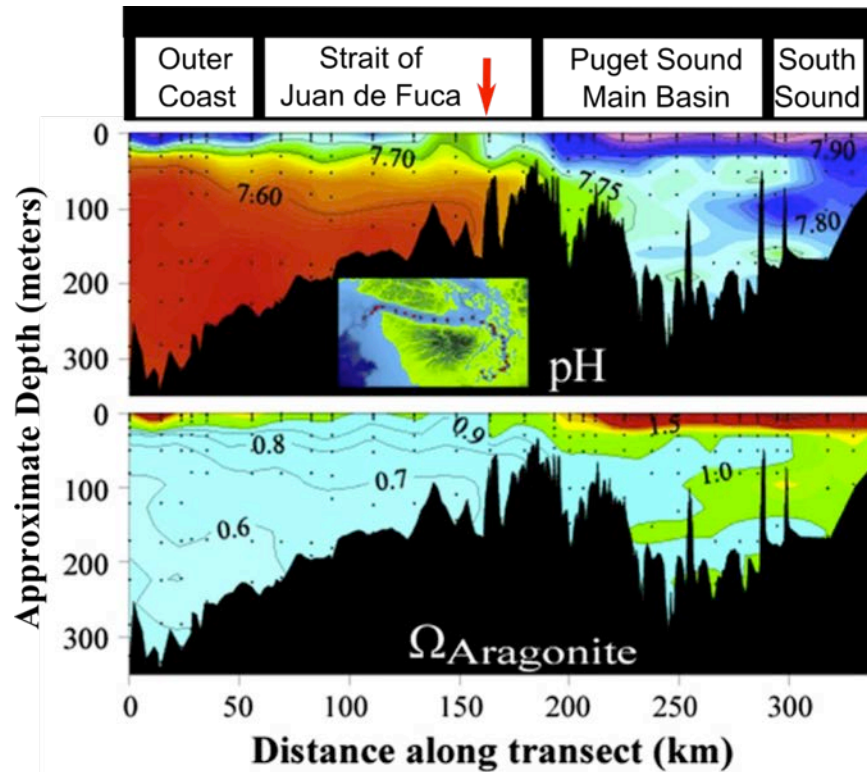 Outer
Coast
Strait of
Juan de Fuca
Puget Sound
Main Basin
South
Sound
Approximate Depth (meters)
0
100
200
300
7.70
7.60
7.75
7.90
7.80
pH
0
100
200
300
0.8
0.9
0.7
0.6
1.5
1.0
ΩAragonite
0 50 100 150 200 250 300
Distance along transect (km)